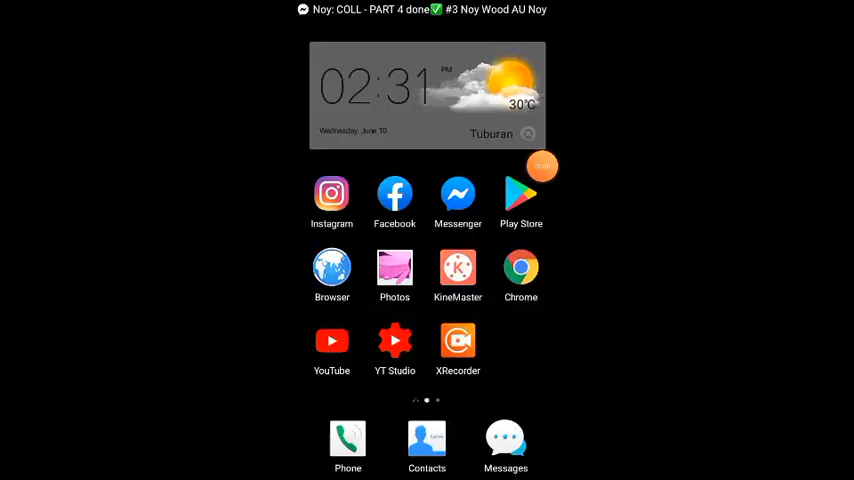 Noy: COLL - PART 4 done✅ #3 Noy Wood AU Noy
02:31 PM
30°C
Wednesday, June 10
Tuburan
Instagram Facebook Messenger Play Store
Browser Photos KineMaster Chrome
YouTube YT Studio XRecorder
Phone Contacts Messages